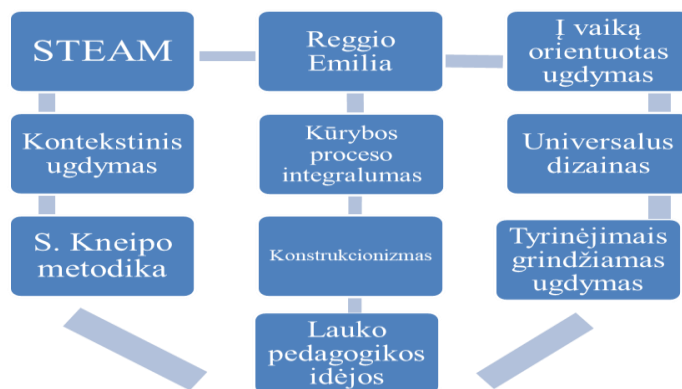 STEAM
Reggio
Emilia
Į vaiką
orientuotas
ugdymas
Kontekstinis
ugdymas
Kūrybos
proceso
integralumas
Universalus
dizainas
S. Kneipo
metodika
Konstrukcionizmas
Tyrinėjimais
grindžiamas
ugdymas
Lauko
pedagogikos
idėjos